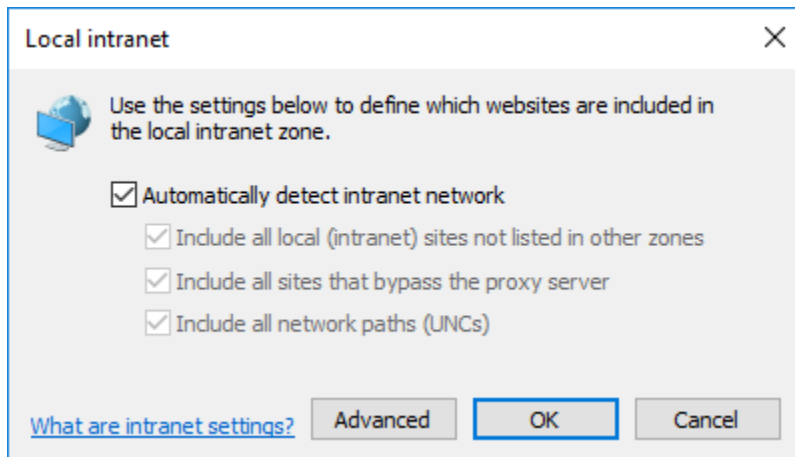 Local intranet
Use the settings below to define which websites are included in
the local intranet zone.
Automatically detect intranet network
Include all local (intranet) sites not listed in other zones
Include all sites that bypass the proxy server
Include all network paths (UNCs)
What are intranet settings?
Advanced
OK
Cancel